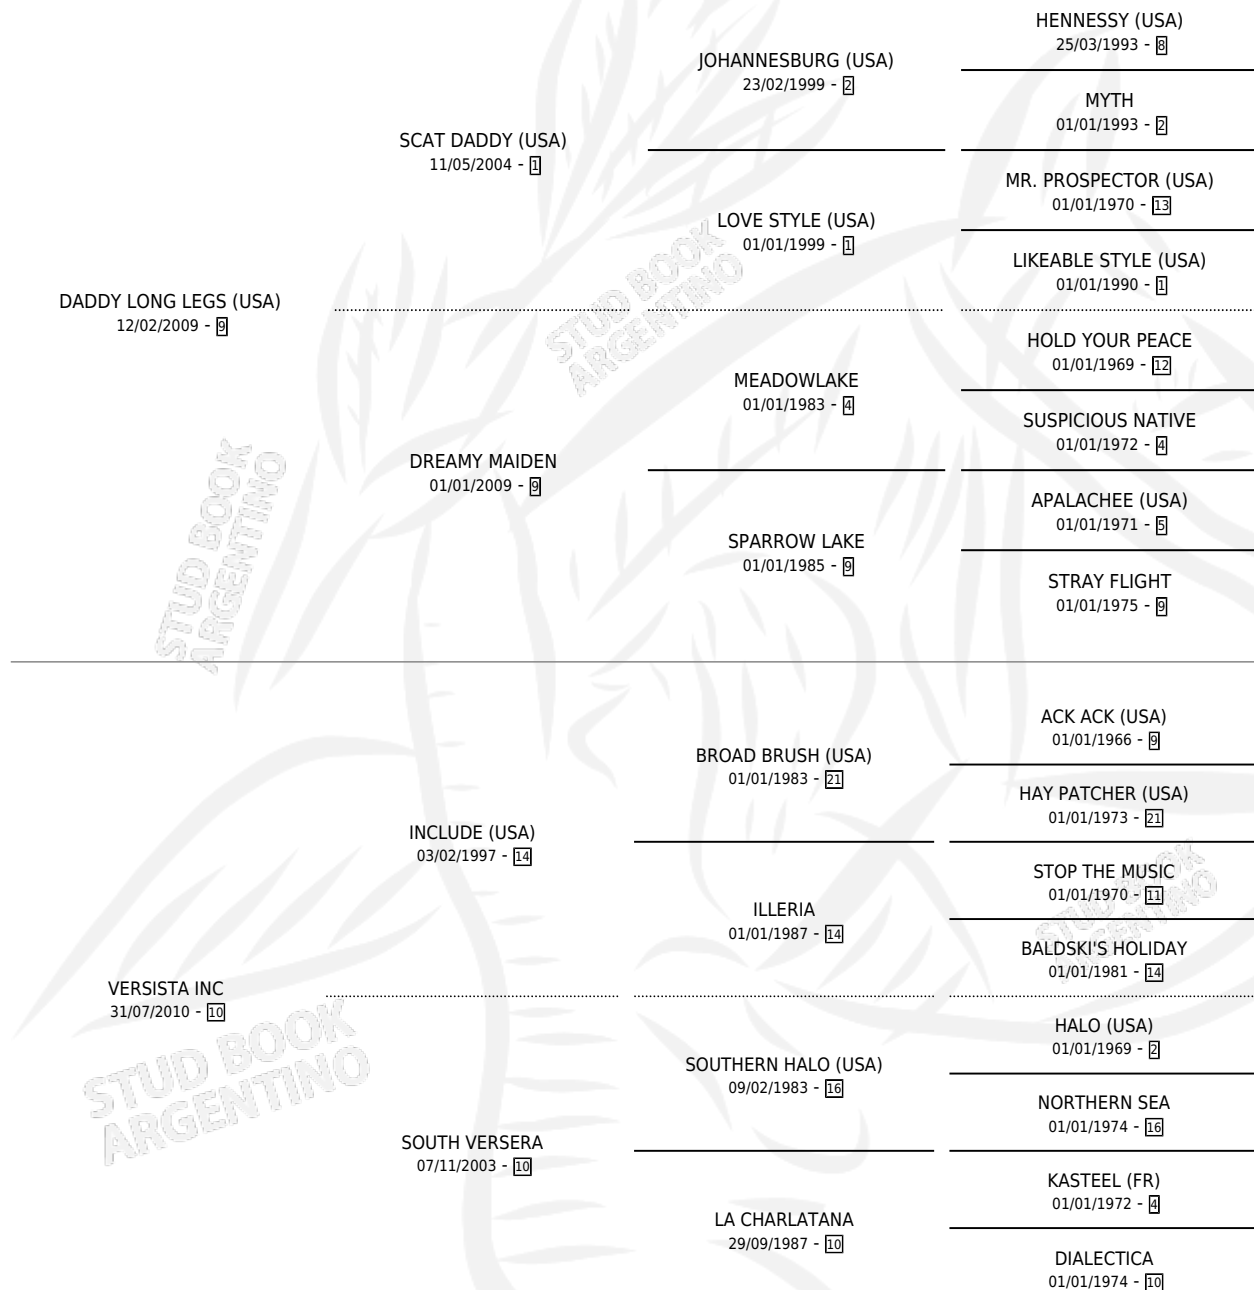 HENNESSY (USA)
25/03/1993 - 8
JOHANNESBURG (USA)
23/02/1999 - 2
MYTH
01/01/1993 - 2
SCAT DADDY (USA)
11/05/2004 - 1
MR. PROSPECTOR (USA)
01/01/1970 - 13
LOVE STYLE (USA)
01/01/1999 - 1
LIKEABLE STYLE (USA)
01/01/1990 - 1
DADDY LONG LEGS (USA)
12/02/2009 - 9
HOLD YOUR PEACE
01/01/1969 - 12
MEADOWLAKE
01/01/1983 - 4
SUSPICIOUS NATIVE
01/01/1972 - 4
DREAMY MAIDEN
01/01/2009 - 9
APALACHEE (USA)
01/01/1971 - 5
SPARROW LAKE
01/01/1985 - 9
STRAY FLIGHT
01/01/1975 - 9
ACK ACK (USA)
01/01/1966 - 9
BROAD BRUSH (USA)
01/01/1983 - 21
HAY PATCHER (USA)
01/01/1973 - 21
INCLUDE (USA)
03/02/1997 - 14
STOP THE MUSIC
01/01/1970 - 11
ILLERIA
01/01/1987 - 14
BALDSKI'S HOLIDAY
01/01/1981 - 14
VERSISTA INC
31/07/2010 - 10
HALO (USA)
01/01/1969 - 2
SOUTHERN HALO (USA)
09/02/1983 - 16
NORTHERN SEA
01/01/1974 - 16
SOUTH VERSERA
07/11/2003 - 10
KASTEEL (FR)
01/01/1972 - 4
LA CHARLATANA
29/09/1987 - 10
DIALECTICA
01/01/1974 - 10
STUD BOOK
ARGENTINO
STUD BOOK
ARGENTINO
STUD BOOK
ARGENTINO
STUD BOOK
ARGENTINO